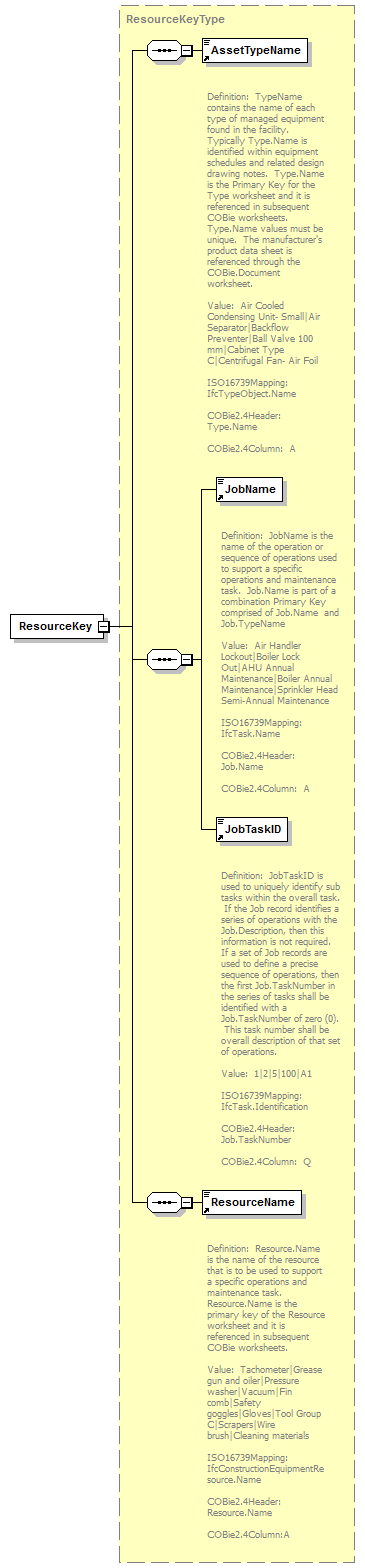 ResourceKeyType
AssetTypeName
Definition:  TypeName
contains the name of each
type of managed equipment
found in the facility.
Typically Type.Name is
identified within equipment
schedules and related design
drawing notes.  Type.Name
is the Primary Key for the
Type worksheet and it is
referenced in subsequent
COBie worksheets.
Type.Name values must be
unique.  The manufacturer's
product data sheet is
referenced through the
COBie.Document
worksheet.
Value:  Air Cooled
Condensing Unit- Small|Air
Separator|Backflow
Preventer|Ball Valve 100
mm|Cabinet Type
C|Centrifugal Fan- Air Foil
ISO16739Mapping:
IfcTypeObject.Name
COBie2.4Header:
Type.Name
COBie2.4Column:  A
JobName
Definition:  JobName is the
name of the operation or
sequence of operations used
to support a specific
operations and maintenance
task.  Job.Name is part of a
combination Primary Key
comprised of Job.Name  and
Job.TypeName
ResourceKey
Value:  Air Handler
Lockout|Boiler Lock
Out|AHU Annual
Maintenance|Boiler Annual
Maintenance|Sprinkler Head
Semi-Annual Maintenance
ISO16739Mapping:
IfcTask.Name
COBie2.4Header:
Job.Name
COBie2.4Column:  A
JobTaskID
Definition:  JobTaskID is
used to uniquely identify sub
tasks within the overall task.
If the Job record identifies a
series of operations with the
Job.Description, then this
information is not required.
If a set of Job records are
used to define a precise
sequence of operations, then
the first Job.TaskNumber in
the series of tasks shall be
identified with a
Job.TaskNumber of zero (0).
This task number shall be
overall description of that set
of operations.
Value:  1|2|5|100|A1
ISO16739Mapping:
IfcTask.Identification
COBie2.4Header:
Job.TaskNumber
COBie2.4Column:  Q
ResourceName
Definition:  Resource.Name
is the name of the resource
that is to be used to support
a specific operations and
maintenance task.
Resource.Name is the
primary key of the Resource
worksheet and it is
referenced in subsequent
COBie worksheets.
Value:  Tachometer|Grease
gun and oiler|Pressure
washer|Vacuum|Fin
comb|Safety
goggles|Gloves|Tool Group
C|Scrapers|Wire
brush|Cleaning materials
ISO16739Mapping:
IfcConstructionEquipmentRe
source.Name
COBie2.4Header:
Resource.Name
COBie2.4Column:A